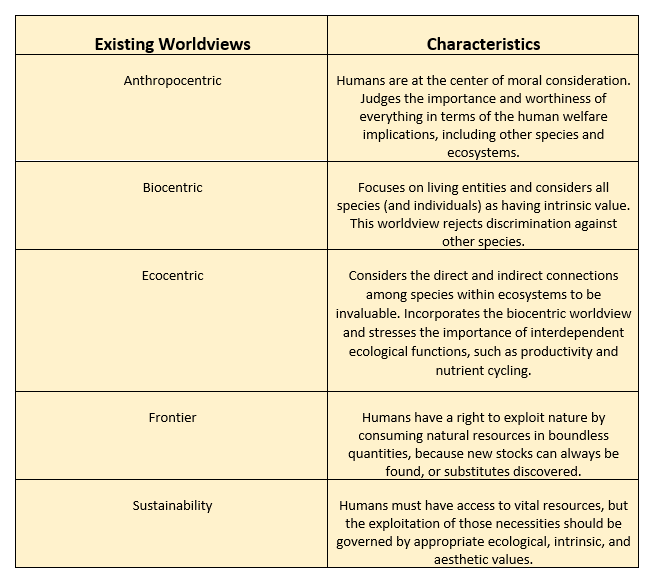 Existing Worldviews
Characteristics
Anthropocentric
Humans are at the center of moral consideration.
Judges the importance and worthiness of
everything in terms of the human welfare
implications, including other species and
ecosystems.
Biocentric
Focuses on living entities and considers all
species (and individuals) as having intrinsic value.
This worldview rejects discrimination against
other species.
Ecocentric
Considers the direct and indirect connections
among species within ecosystems to be
invaluable. Incorporates the biocentric worldview
and stresses the importance of interdependent
ecological functions, such as productivity and
nutrient cycling.
Frontier
Humans have a right to exploit nature by
consuming natural resources in boundless
quantities, because new stocks can always be
found, or substitutes discovered.
Sustainability
Humans must have access to vital resources, but
the exploitation of those necessities should be
governed by appropriate ecological, intrinsic, and
aesthetic values.